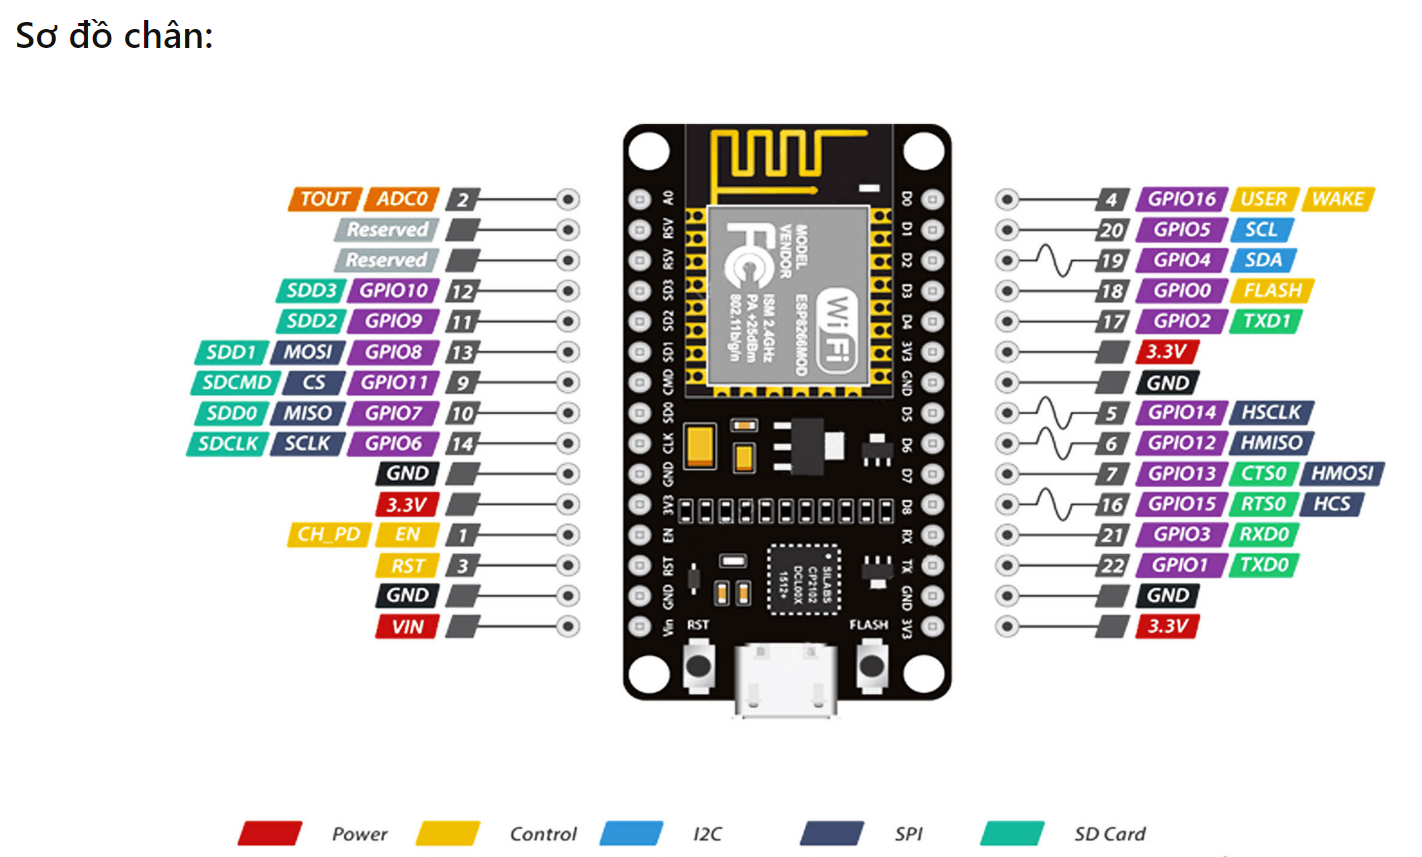 Sơ đồ chân:
TOUT ADC0 2
Reserved
Reserved
SDD3 GPIO10 12
SDD2 GPIO9 11
SDD1 MOSI GPIO8 13
SDCMD CS GPIO11 9
SDD0 MISO GPIO7 10
SDCLK SCLK GPIO6 14
GND
3.3V
CH_PD EN 1
RST 3
GND
VIN
A0
RSV
RSV
SD3
SD2
SD1
CMD
SD0
CLK
GND
3V3
EN
RST
GND
Vin
MODEL
VENDOR
ESP8266MOD
FCC
ISM 2.4GHz
PA +25dBm
802.11b/g/n
WiFi
SILABS
CP2102
DCL00X
1512+
RST
FLASH
D0
D1
D2
D3
D4
3V3
GND
D5
D6
D7
D8
RX
TX
GND
3V3
4 GPIO16 USER WAKE
20 GPIO5 SCL
19 GPIO4 SDA
18 GPIO0 FLASH
17 GPIO2 TXD1
3.3V
GND
5 GPIO14 HSCLK
6 GPIO12 HMISO
7 GPIO13 CTS0 HMOSI
16 GPIO15 RTS0 HCS
21 GPIO3 RXD0
22 GPIO1 TXD0
GND
3.3V
Power Control I2C SPI SD Card